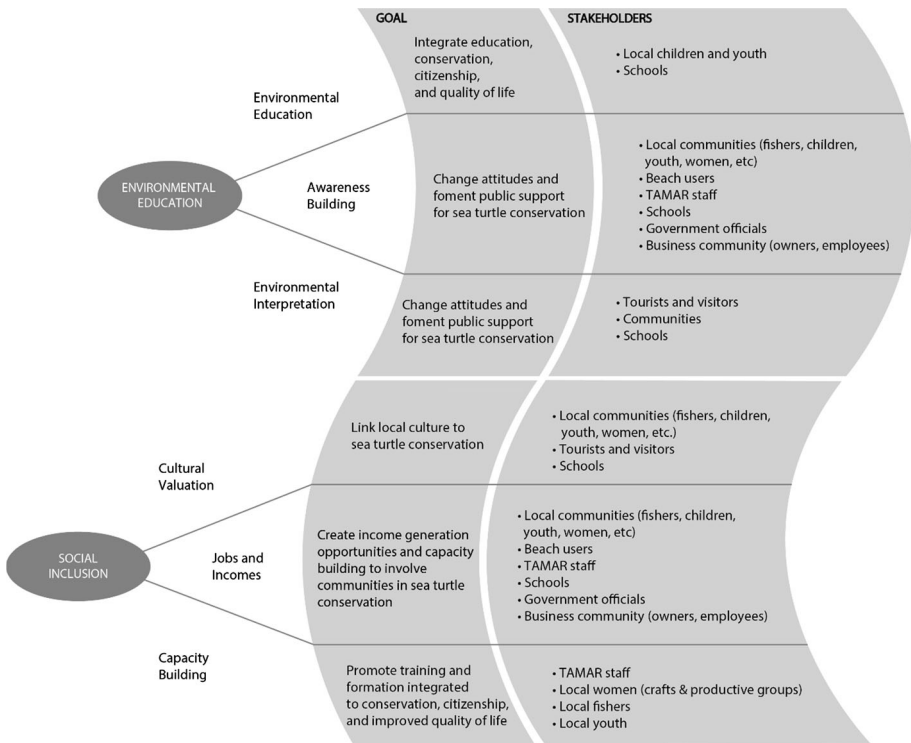 GOAL
STAKEHOLDERS
ENVIRONMENTAL
EDUCATION
Environmental
Education
Integrate education,
conservation,
citizenship,
and quality of life
• Local children and youth
• Schools
Awareness
Building
Change attitudes and
foment public support
for sea turtle conservation
• Local communities (fishers, children,
youth, women, etc)
• Beach users
• TAMAR staff
• Schools
• Government officials
• Business community (owners, employees)
Environmental
Interpretation
Change attitudes and
foment public support
for sea turtle conservation
• Tourists and visitors
• Communities
• Schools
SOCIAL
INCLUSION
Cultural
Valuation
Link local culture to
sea turtle conservation
• Local communities (fishers, children,
youth, women, etc.)
• Tourists and visitors
• Schools
Jobs and
Incomes
Create income generation
opportunities and capacity
building to involve
communities in sea turtle
conservation
• Local communities (fishers, children,
youth, women, etc)
• Beach users
• TAMAR staff
• Schools
• Government officials
• Business community (owners, employees)
Capacity
Building
Promote training and
formation integrated
to conservation, citizenship,
and improved quality of life
• TAMAR staff
• Local women (crafts & productive groups)
• Local fishers
• Local youth